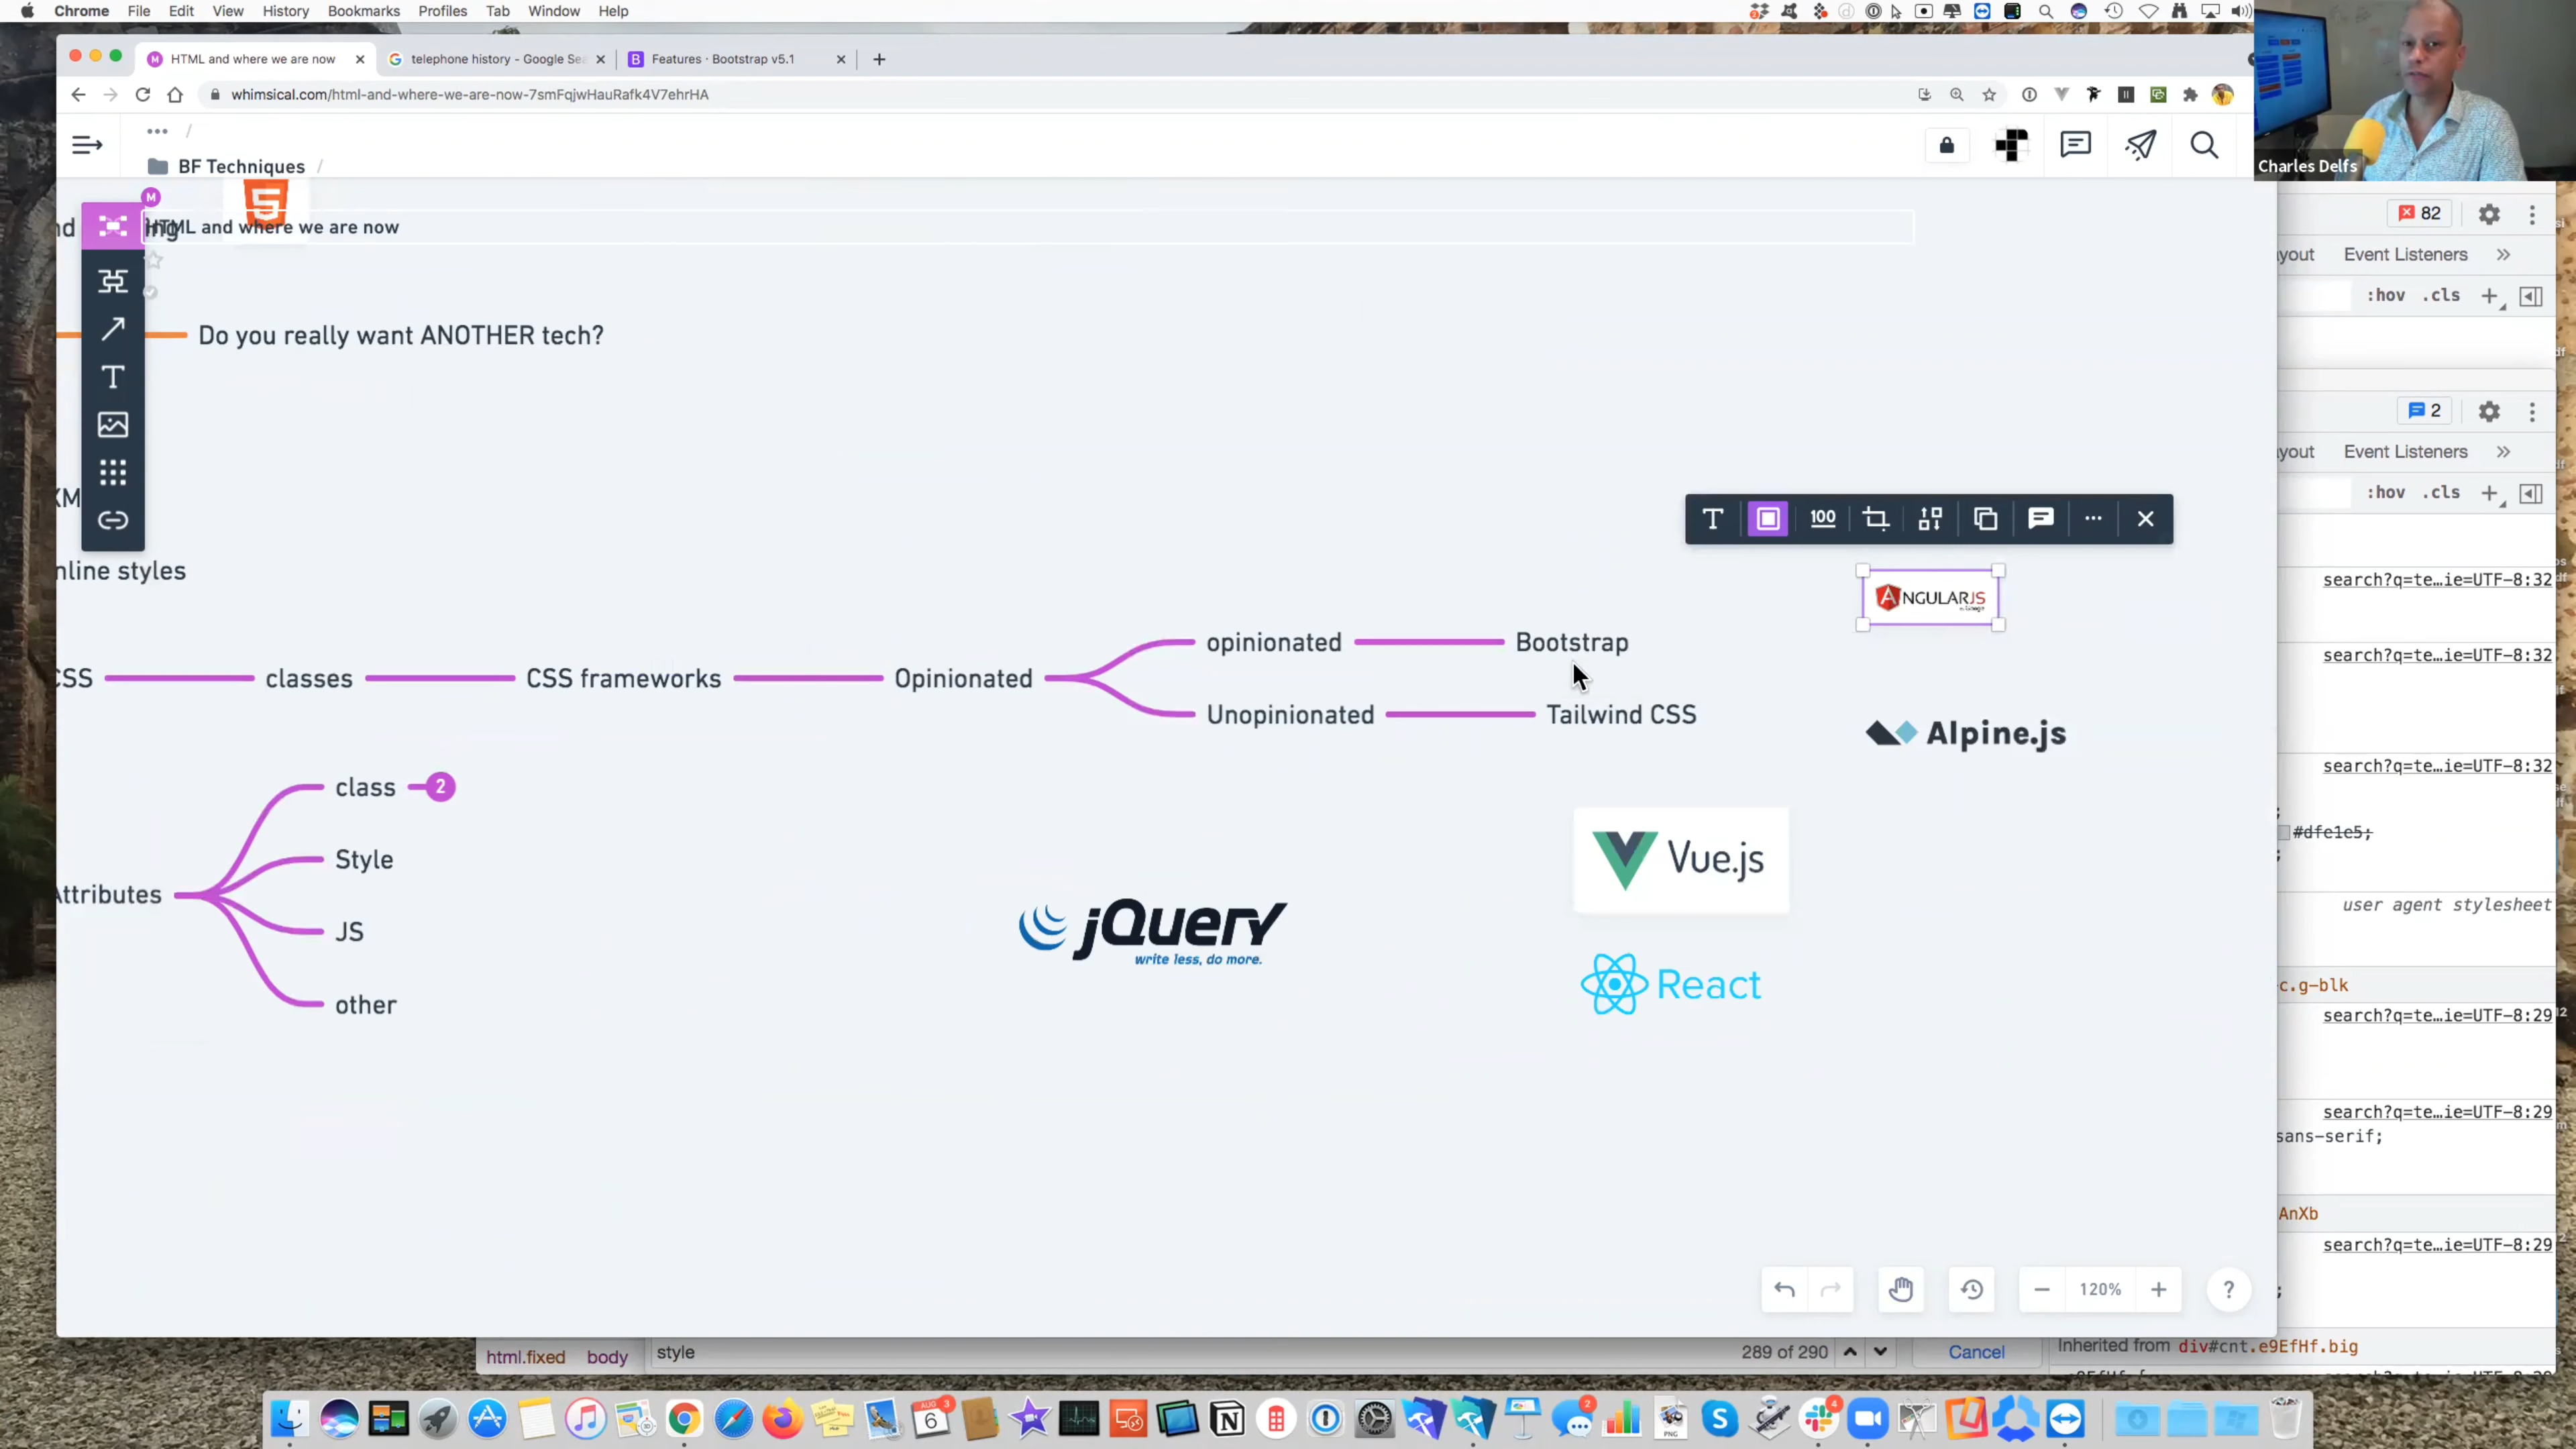 Chrome File Edit View History Bookmarks Profiles Tab Window Help
HTML and where we are now
telephone history - Google Sea
Features · Bootstrap v5.1
whimsical.com/html-and-where-we-are-now-7smFqjwHauRafk4V7ehrHA
Charles Delfs
BF Techniques /
HTML and where we are now
Do you really want ANOTHER tech?
82
yout Event Listeners
:hov .cls
2
yout Event Listeners
:hov .cls
100
nline styles
ANGULARJS
search?q=te…ie=UTF-8:32
opinionated
Bootstrap
search?q=te…ie=UTF-8:32
CSS
classes
CSS frameworks
Opinionated
Unopinionated
Tailwind CSS
Alpine.js
search?q=te…ie=UTF-8:32
class 2
#dfe1e5;
Style
Vue.js
Attributes
user agent stylesheet
JS
jQuery
write less, do more.
React
c.g-blk
other
search?q=te…ie=UTF-8:29
search?q=te…ie=UTF-8:29
sans-serif;
AnXb
search?q=te…ie=UTF-8:29
120%
?
html.fixed body
style
289 of 290
Cancel
Inherited from div#cnt.e9EfHf.big
AUG
6
3
2
4
PNG